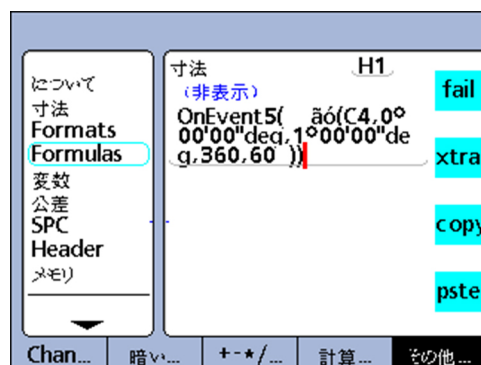 について
寸法
Formats
Formulas
変数
公差
SPC
Header
メモリ
寸法 H1
(非表示)
OnEvent5( ãó(C4,0°
00'00"deg,1°00'00"de
g,360,60 ))
fail
xtra
copy
pste
Chan...
暗い...
+-*/...
計算...
その他...